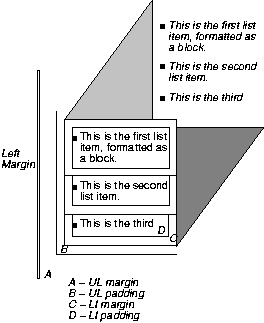 This is the first list
item, formatted as
a block.
This is the second
list item.
This is the third
Left
Margin
This is the first list
item, formatted as
a block.
This is the second
list item.
This is the third
D
C
B
A
A – UL margin
B – UL padding
C – LI margin
D – LI padding